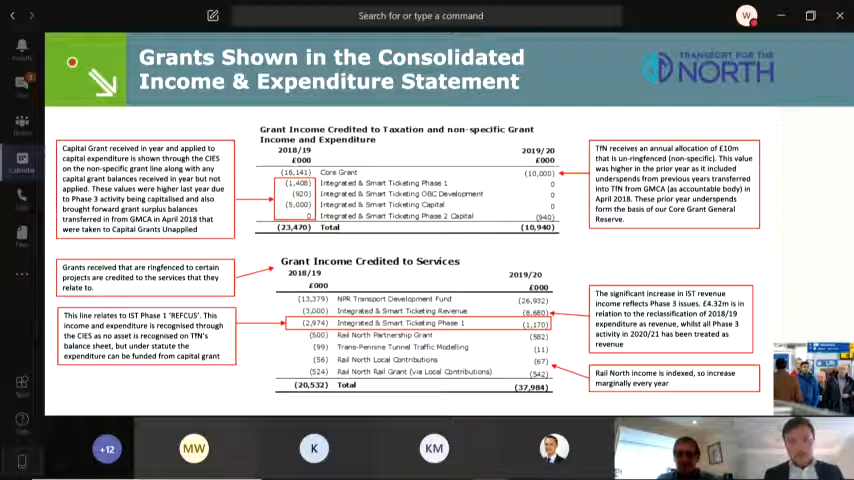 Search for or type a command
W
Grants Shown in the Consolidated
Income & Expenditure Statement
TRANSPORT FOR THE
NORTH
Capital Grant received in year and applied to
capital expenditure is shown through the CIES
on the non-specific grant line along with any
capital grant balances received in year but not
applied. These values were higher last year due
to Phase 3 activity being capitalised and also
brought forward grant surplus balances
transferred in from GMCA in April 2018 that
were taken to Capital Grants Unapplied
Grant Income Credited to Taxation and non-specific Grant
Income and Expenditure
2018/19 2019/20
£000 £000
(16,141) Core Grant (10,000)
(1,408) Integrated & Smart Ticketing Phase 1 0
(920) Integrated & Smart Ticketing OBC Development 0
(5,000) Integrated & Smart Ticketing Capital 0
0 Integrated & Smart Ticketing Phase 2 Capital (940)
(23,470) Total (10,940)
TfN receives an annual allocation of £10m
that is un-ringfenced (non-specific). This value
was higher in the prior year as it included
underspends from previous years transferred
into TfN from GMCA (as accountable body) in
April 2018. These prior year underspends
form the basis of our Core Grant General
Reserve.
Grants received that are ringfenced to certain
projects are credited to the services that they
relate to.
This line relates to IST Phase 1 'REFCUS'. This
income and expenditure is recognised through
the CIES as no asset is recognised on TfN's
balance sheet, but under statute the
expenditure can be funded from capital grant
Grant Income Credited to Services
2018/19 2019/20
£000 £000
(13,379) NPR Transport Development Fund (26,932)
(3,000) Integrated & Smart Ticketing Revenue (8,680)
(2,974) Integrated & Smart Ticketing Phase 1 (1,170)
(500) Rail North Partnership Grant (582)
(99) Trans-Pennine Tunnel Traffic Modelling (11)
(56) Rail North Local Contributions (67)
(524) Rail North Rail Grant (via Local Contributions) (542)
(20,532) Total (37,984)
The significant increase in IST revenue
income reflects Phase 3 issues. £4.32m is in
relation to the reclassification of 2018/19
expenditure as revenue, whilst all Phase 3
activity in 2020/21 has been treated as
revenue
Rail North income is indexed, so increase
marginally every year
Calendar
Files
+12
MW
K
KM